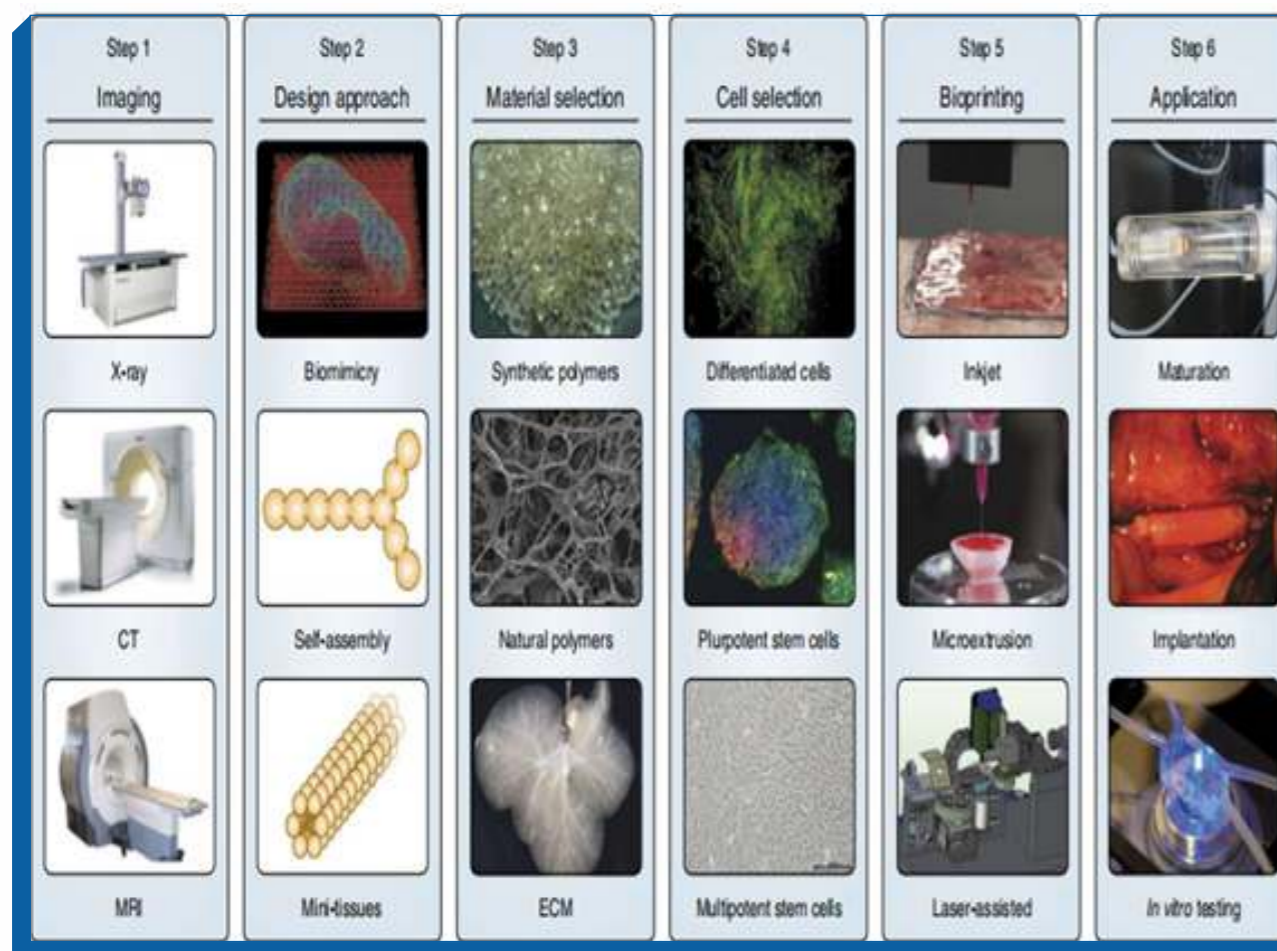 Step 1
Imaging
X-ray
CT
MRI
Step 2
Design approach
Biomimicry
Self-assembly
Mini-tissues
Step 3
Material selection
Synthetic polymers
Natural polymers
ECM
Step 4
Cell selection
Differentiated cells
Plurpotent stem cells
Multipotent stem cells
Step 5
Bioprinting
Inkjet
Microextrusion
Laser-assisted
Step 6
Application
Maturation
Implantation
In vitro testing